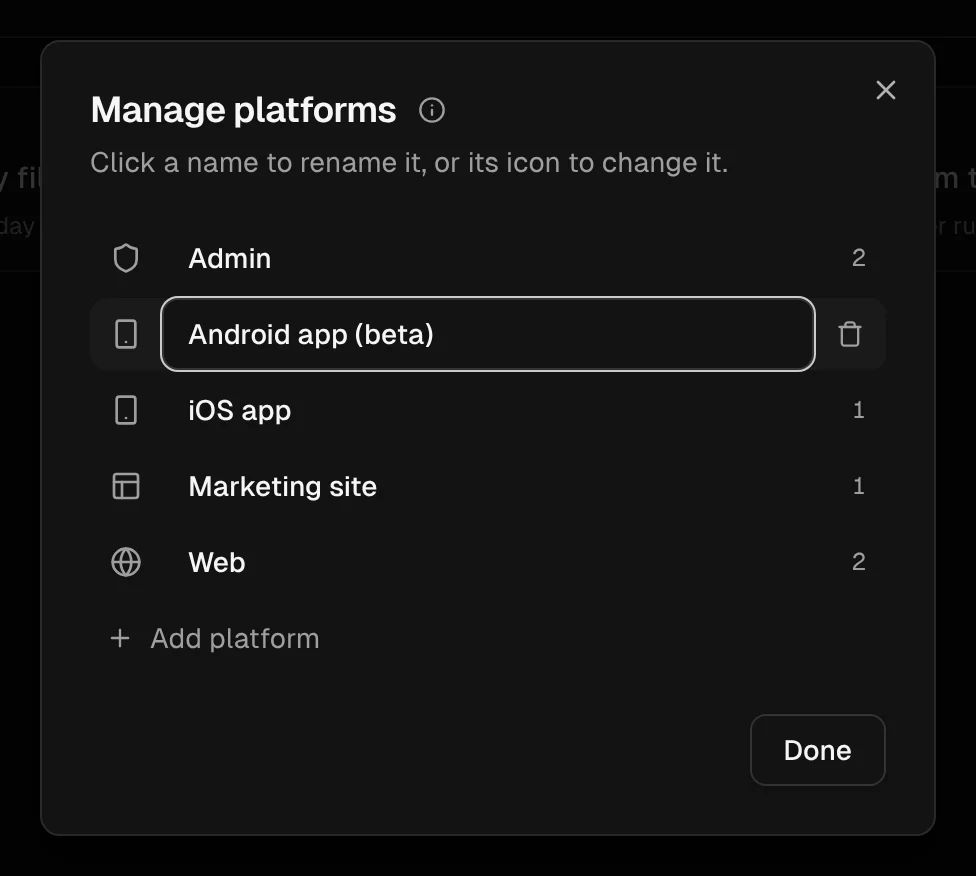 Manage platforms
Click a name to rename it, or its icon to change it.
Admin 2
Android app (beta)
iOS app 1
Marketing site 1
Web 2
+ Add platform
Done